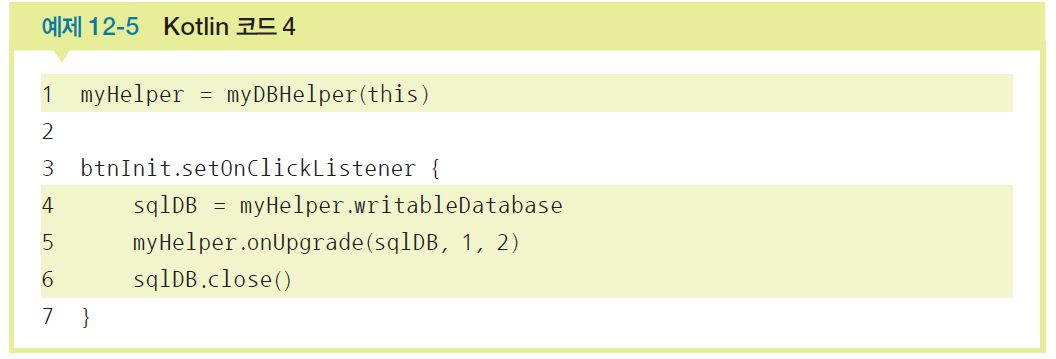 예제 12-5 Kotlin 코드 4
1 myHelper = myDBHelper(this)
2
3 btnInit.setOnClickListener {
4     sqlDB = myHelper.writableDatabase
5     myHelper.onUpgrade(sqlDB, 1, 2)
6     sqlDB.close()
7 }